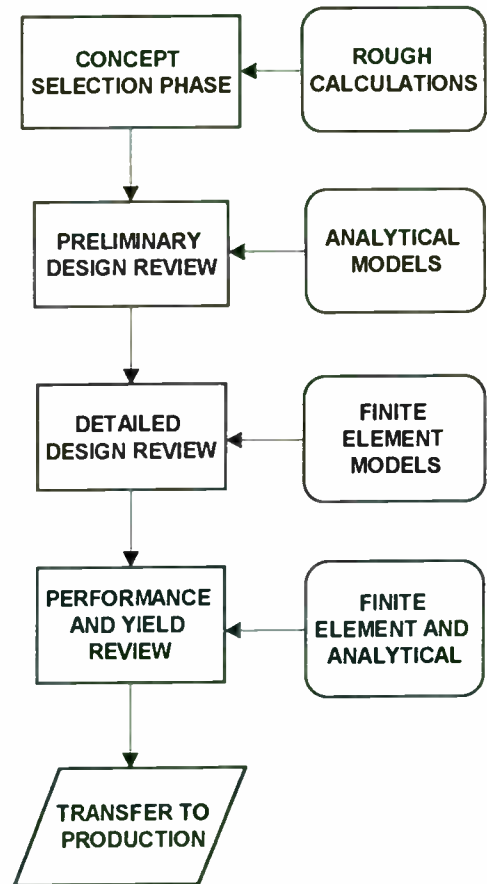 CONCEPT
SELECTION PHASE
ROUGH
CALCULATIONS
PRELIMINARY
DESIGN REVIEW
ANALYTICAL
MODELS
DETAILED
DESIGN REVIEW
FINITE
ELEMENT
MODELS
PERFORMANCE
AND YIELD
REVIEW
FINITE
ELEMENT AND
ANALYTICAL
TRANSFER TO
PRODUCTION